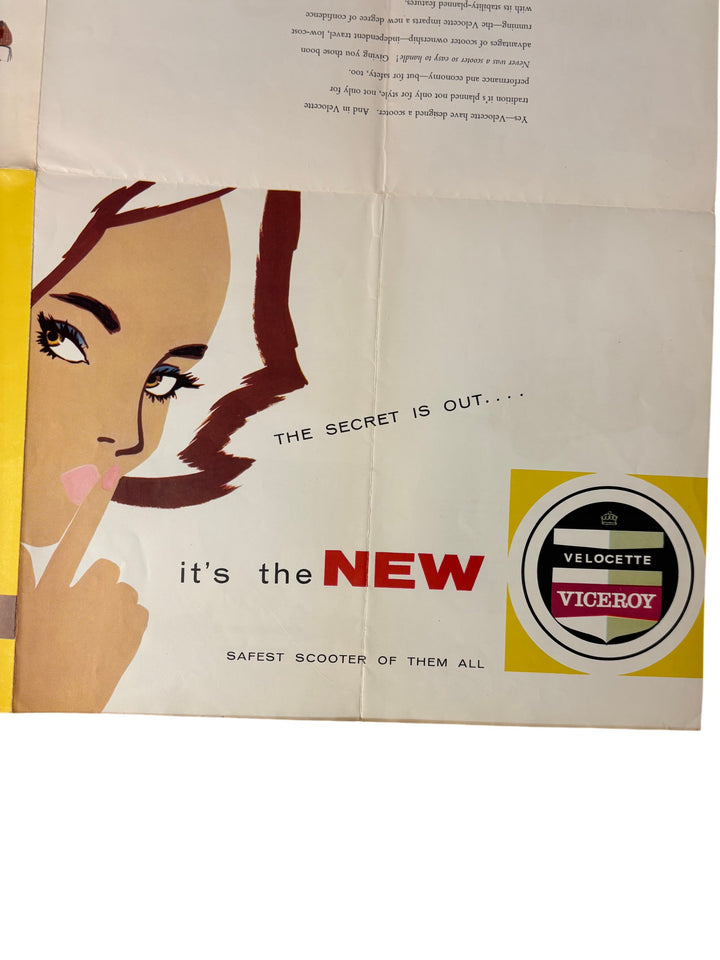 Yes—Velocette have designed a scooter. And in Velocette
tradition it's planned not only for style, not only for
performance and economy—but for safety, too.
Never was a scooter so easy to handle! Giving you those boon
advantages of scooter ownership—independent travel, low-cost
running—the Velocette imparts a new degree of confidence
with its stability-planned features.
THE SECRET IS OUT....
it's the NEW
VELOCETTE
VICEROY
SAFEST SCOOTER OF THEM ALL